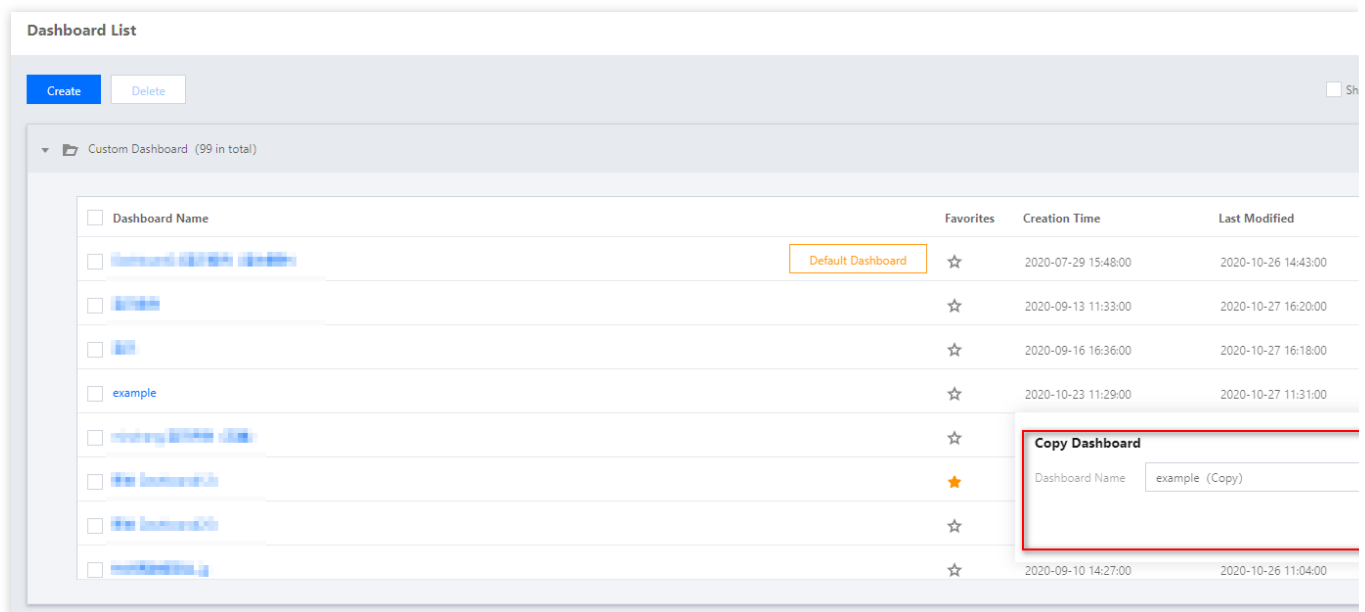 Dashboard List
Create Delete Sh
Custom Dashboard (99 in total)
Dashboard Name Favorites Creation Time Last Modified
Default Dashboard 2020-07-29 15:48:00 2020-10-26 14:43:00
2020-09-13 11:33:00 2020-10-27 16:20:00
2020-09-16 16:36:00 2020-10-27 16:18:00
example 2020-10-23 11:29:00 2020-10-27 11:31:00
Copy Dashboard
Dashboard Name example (Copy)
2020-09-10 14:27:00 2020-10-26 11:04:00